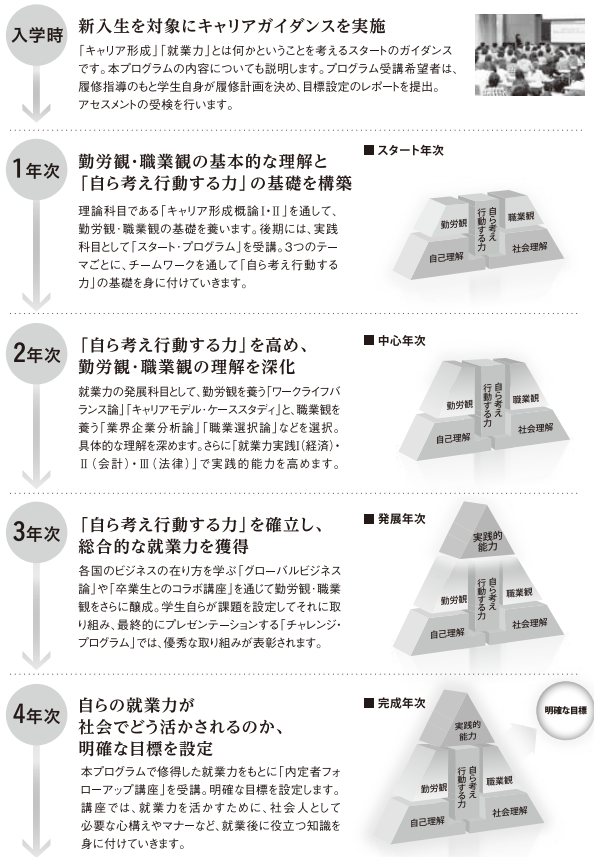 入学時
新入生を対象にキャリアガイダンスを実施
「キャリア形成」「就業力」とは何かということを考えるスタートのガイダンス
です。本プログラムの内容についても説明します。プログラム受講希望者は、
履修指導のもと学生自身が履修計画を決め、目標設定のレポートを提出。
アセスメントの受検を行います。
1年次
勤労観・職業観の基本的な理解と
「自ら考え行動する力」の基礎を構築
理論科目である「キャリア形成概論Ⅰ・Ⅱ」を通して、
勤労観・職業観の基礎を養います。後期には、実践
科目として「スタート・プログラム」を受講。3つのテー
マごとに、チームワークを通して「自ら考え行動する
力」の基礎を身に付けていきます。
■スタート年次
勤労観
自ら考え
行動する力
職業観
自己理解
社会理解
2年次
「自ら考え行動する力」を高め、
勤労観・職業観の理解を深化
就業力の発展科目として、勤労観を養う「ワークライフバ
ランス論」「キャリアモデル・ケーススタディ」と、職業観を
養う「業界企業分析論」「職業選択論」などを選択。
具体的な理解を深めます。さらに「就業力実践Ⅰ（経済）・
Ⅱ（会計）・Ⅲ（法律）」で実践的能力を高めます。
■中心年次
勤労観
自ら考え
行動する力
職業観
自己理解
社会理解
3年次
「自ら考え行動する力」を確立し、
総合的な就業力を獲得
各国のビジネスの在り方を学ぶ「グローバルビジネス
論」や「卒業生とのコラボ講座」を通じて勤労観・職業
観をさらに醸成。学生自らが課題を設定してそれに取
り組み、最終的にプレゼンテーションする「チャレンジ・
プログラム」では、優秀な取り組みが表彰されます。
■発展年次
実践的
能力
勤労観
自ら考え
行動する力
職業観
自己理解
社会理解
4年次
自らの就業力が
社会でどう活かされるのか、
明確な目標を設定
本プログラムで修得した就業力をもとに「内定者フォ
ローアップ講座」を受講。明確な目標を設定します。
講座では、就業力を活かすために、社会人として
必要な心構えやマナーなど、就業後に役立つ知識を
身に付けていきます。
■完成年次
明確な目標
実践的
能力
勤労観
自ら考え
行動する力
職業観
自己理解
社会理解